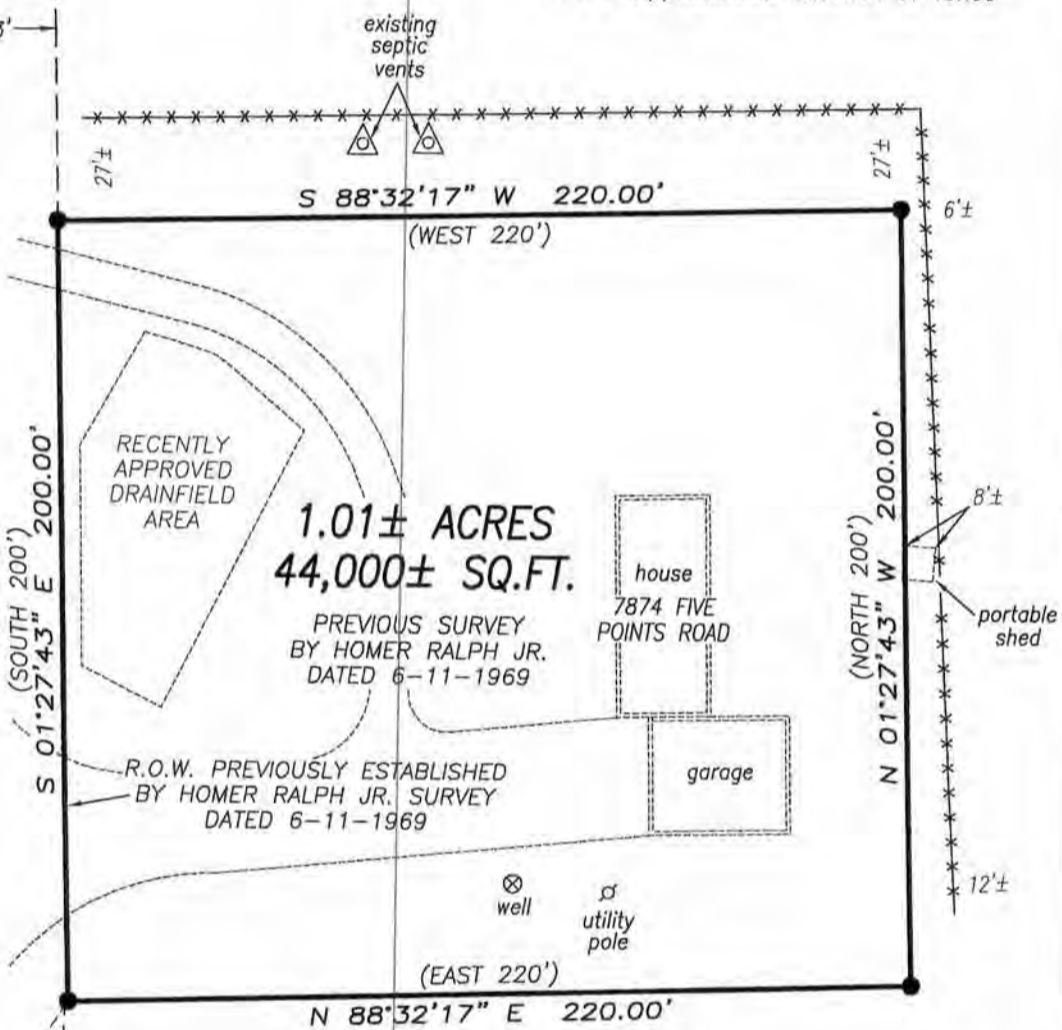 existing
septic
vents
27'±
27'±
S 88°32'17" W 220.00'
(WEST 220')
6'±
RECENTLY
APPROVED
DRAINFIELD
AREA
(SOUTH 200')
S 01°27'43" E 200.00'
1.01± ACRES
44,000± SQ.FT.
PREVIOUS SURVEY
BY HOMER RALPH JR.
DATED 6-11-1969
house
7874 FIVE
POINTS ROAD
(NORTH 200')
N 01°27'43" W 200.00'
8'±
portable
shed
R.O.W. PREVIOUSLY ESTABLISHED
BY HOMER RALPH JR. SURVEY
DATED 6-11-1969
garage
well
utility
pole
12'±
(EAST 220')
N 88°32'17" E 220.00'